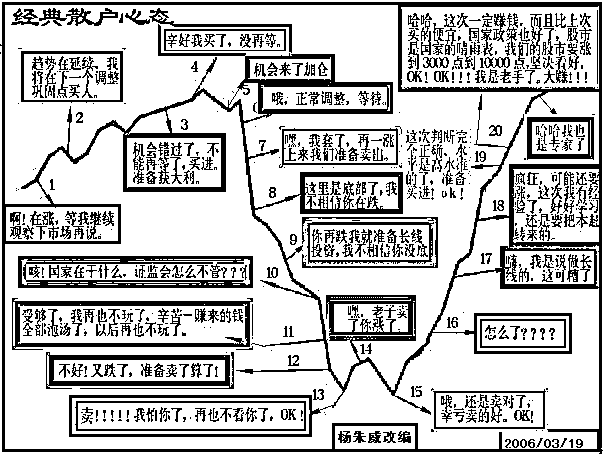 经典散户心态
辛好我买了，没再等。
趋势在延续，我
将在下一个调整
巩固点买入。
机会来了加仓
哦，正常调整，等待。
哈哈，这次一定赚钱，而且比上次
买的便宜，国家政策也好了，股市
是国家的晴雨表，我们的股市要涨
到3000点到10000点，坚决看好，
OK！OK！！！我是老手了。大赚！！！
4
5
6
2
3
1
机会错过了，不
能再等了，买进。
准备获大利。
啊！在涨，等我继续
观察下市场再说。
7
嘿，我套了，再一涨
上来我们准备卖出。
8
这里是底部了，我
不相信你在跌。
9
你再跌我就准备长线
投资，我不相信你没底
10
咳！国家在干什么，证监会怎么不管？？？
11
受够了，我再也不玩了，辛苦一赚来的钱
全部泡汤了，以后再也不玩了。
12
不好！又跌了，准备卖了算了！
13
卖！！！！！我怕你了，再也不看你了，OK！
嘿，老子卖
了你涨了。
14
15
哦，还是卖对了，
幸亏卖的好。OK！
16
怎么了？？？？
17
嗨，我是说做长
线的，这可糟了
18
疯狂，可能还要
涨，这次我有经
验了，好好学习
，还是要把本赵
转来的。
这次判断完
全正确，水
平是高水准
的了，准备
买进！ok！
19
20
哈哈我也
是专家了
杨朱威改编
2006/03/19